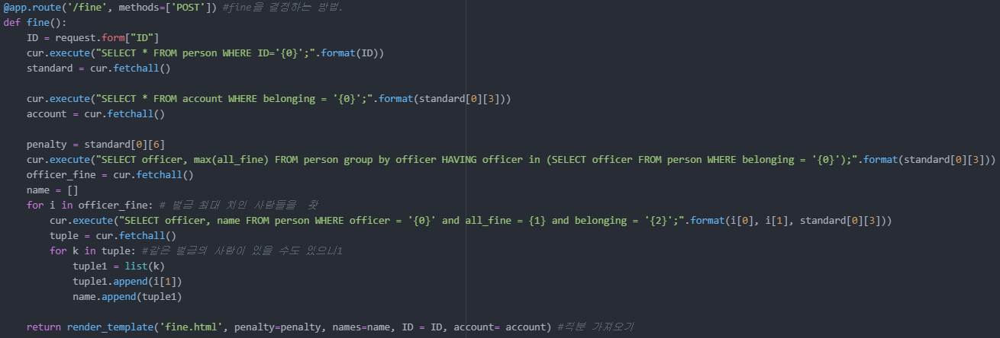 @app.route('/fine', methods=['POST']) #fine을 결정하는 방법.
def fine():
    ID = request.form["ID"]
    cur.execute("SELECT * FROM person WHERE ID='{0}';".format(ID))
    standard = cur.fetchall()
    cur.execute("SELECT * FROM account WHERE belonging = '{0}';".format(standard[0][3]))
    account = cur.fetchall()
    penalty = standard[0][6]
    cur.execute("SELECT officer, max(all_fine) FROM person group by officer HAVING officer in (SELECT officer FROM person WHERE belonging = '{0}');".format(standard[0][3]))
    officer_fine = cur.fetchall()
    name = []
    for i in officer_fine: # 벌금 최대 치인 사람들을  찾
        cur.execute("SELECT officer, name FROM person WHERE officer = '{0}' and all_fine = {1} and belonging = '{2}';".format(i[0], i[1], standard[0][3]))
        tuple = cur.fetchall()
        for k in tuple: #같은 벌금의 사람이 있을 수도 있으니1
            tuple1 = list(k)
            tuple1.append(i[1])
            name.append(tuple1)
    return render_template('fine.html', penalty=penalty, names=name, ID = ID, account= account) #직분 가져오기